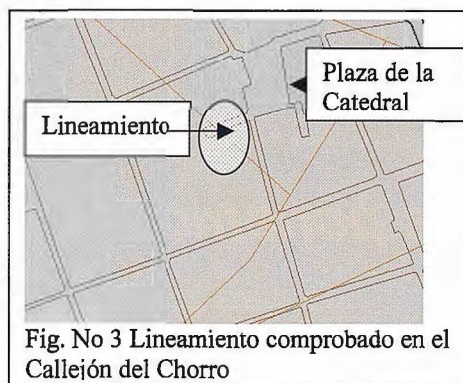 Plaza de la
Catedral
Lineamiento
Fig. No 3 Lineamiento comprobado en el
Callejón del Chorro